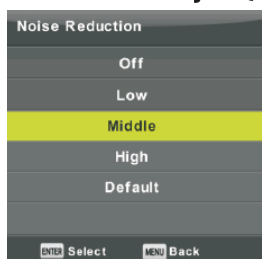 Noise Reduction
Off
Low
Middle
High
Default
ENTER Select MENU Back